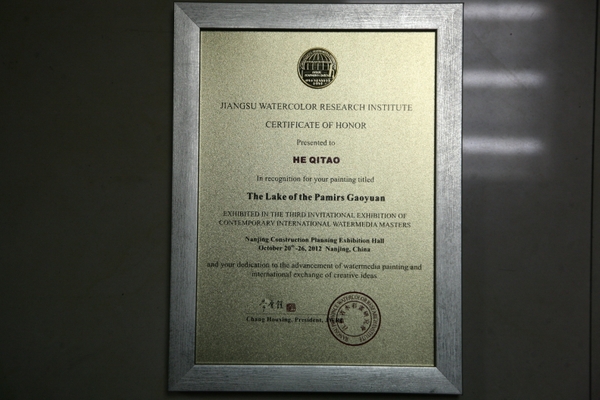 JIANGSU WATERCOLOR RESEARCH INSTITUTE
CERTIFICATE OF HONOR
Presented to
HE QITAO
In recognition for your painting titled
The Lake of the Pamirs Gaoyuan
EXHIBITED IN THE THIRD INVITATIONAL EXHIBITION OF
CONTEMPORARY INTERNATIONAL WATERMEDIA MASTERS
Nanjing Construction Planning Exhibition Hall
October 20th-26, 2012 Nanjing, China
and your dedication to the advancement of watermedia painting and
international exchange of creative ideas
President,